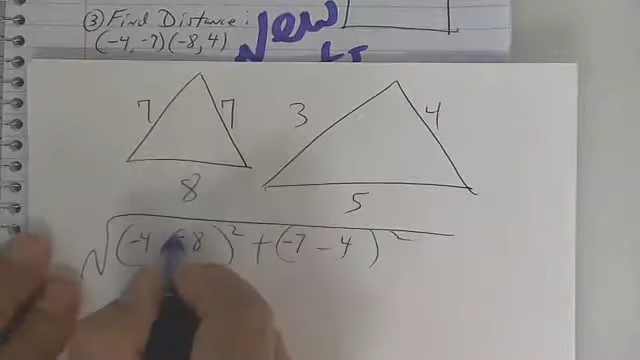 ③ Find Distance:
(-4,-7)(-8,4)
New
7 7 3 4
8 5
√(-4 - -8)² + (-7 - 4)²